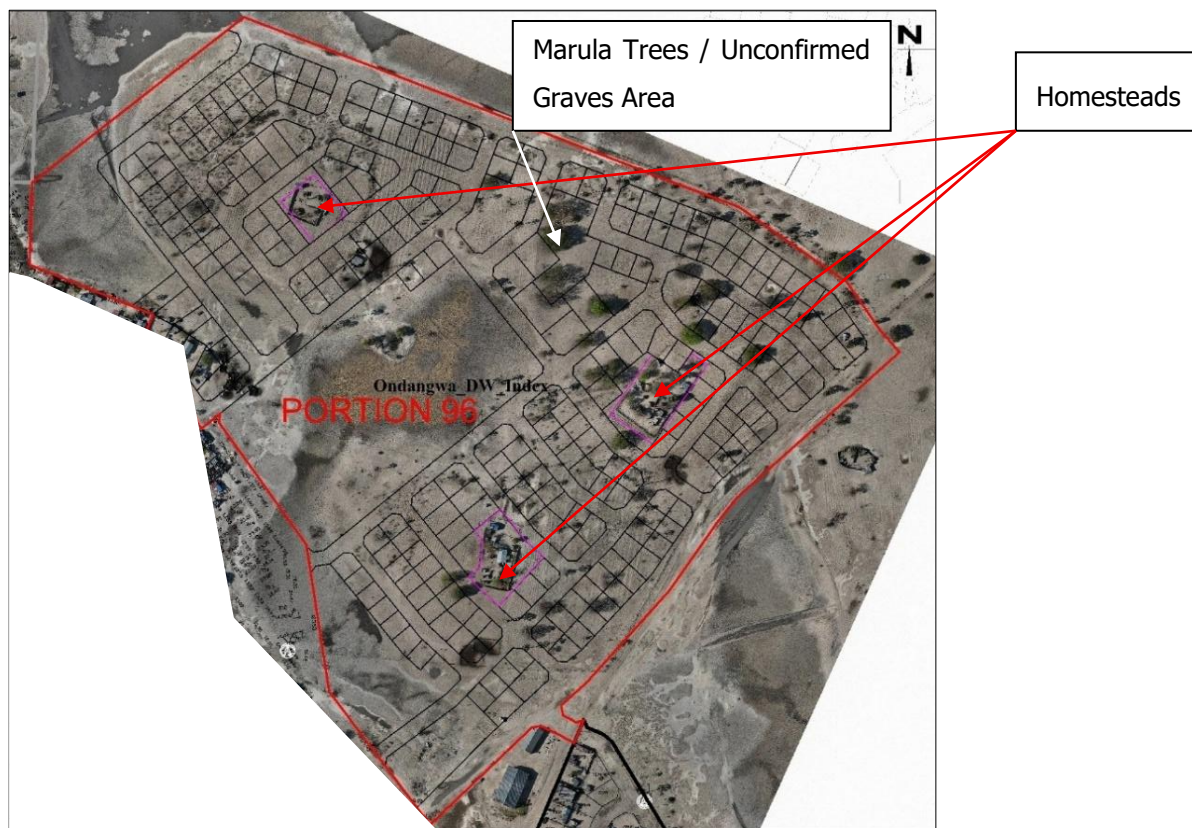 Marula Trees / Unconfirmed
Graves Area
N
Homesteads
Ondangwa_DW_Index
PORTION 96